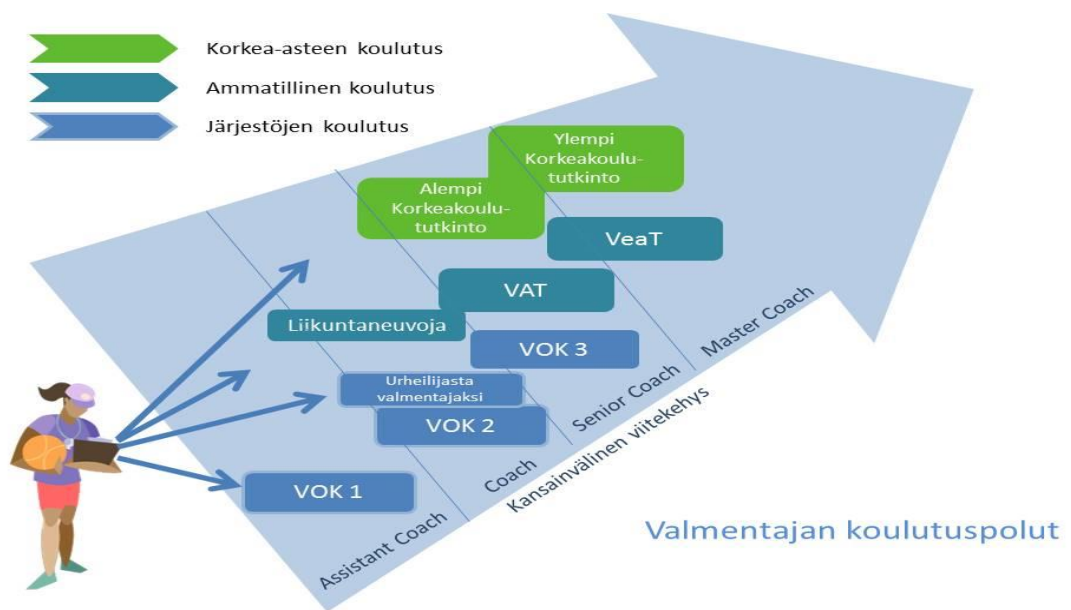 Korkea-asteen koulutus
Ammatillinen koulutus
Järjestöjen koulutus
Ylempi
Korkeakoulu-
tutkinto
Alempi
Korkeakoulu-
tutkinto
VeaT
VAT
Liikuntaneuvoja
VOK 3
Urheilijasta
valmentajaksi
VOK 2
VOK 1
Assistant Coach
Coach
Senior Coach
Master Coach
Kansainvälinen viitekehys
Valmentajan koulutuspolut